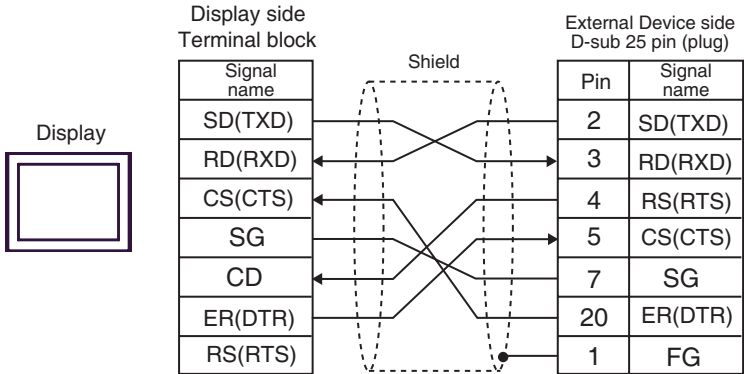 Display side
Terminal block
External Device side
D-sub 25 pin (plug)
Shield
Display
Signal
name
Pin
Signal
name
SD(TXD)
2
SD(TXD)
RD(RXD)
3
RD(RXD)
CS(CTS)
4
RS(RTS)
SG
5
CS(CTS)
CD
7
SG
ER(DTR)
20
ER(DTR)
RS(RTS)
1
FG